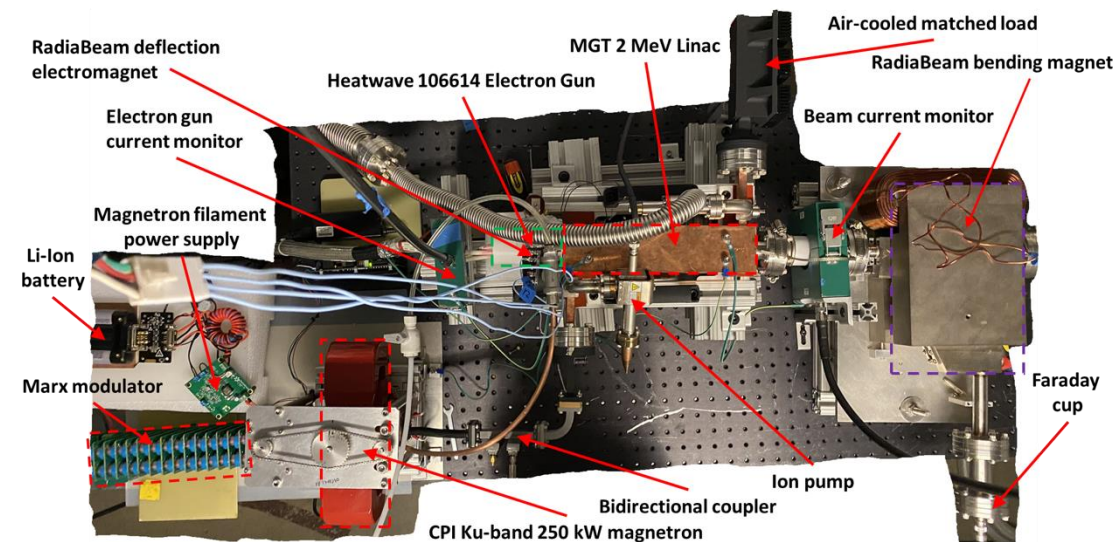 Air-cooled matched load
RadiaBeam deflection
electromagnet
MGT 2 MeV Linac
RadiaBeam bending magnet
Heatwave 106614 Electron Gun
Electron gun
current monitor
Beam current monitor
Magnetron filament
power supply
Li-Ion
battery
Marx modulator
Faraday
cup
Ion pump
Bidirectional coupler
CPI Ku-band 250 kW magnetron